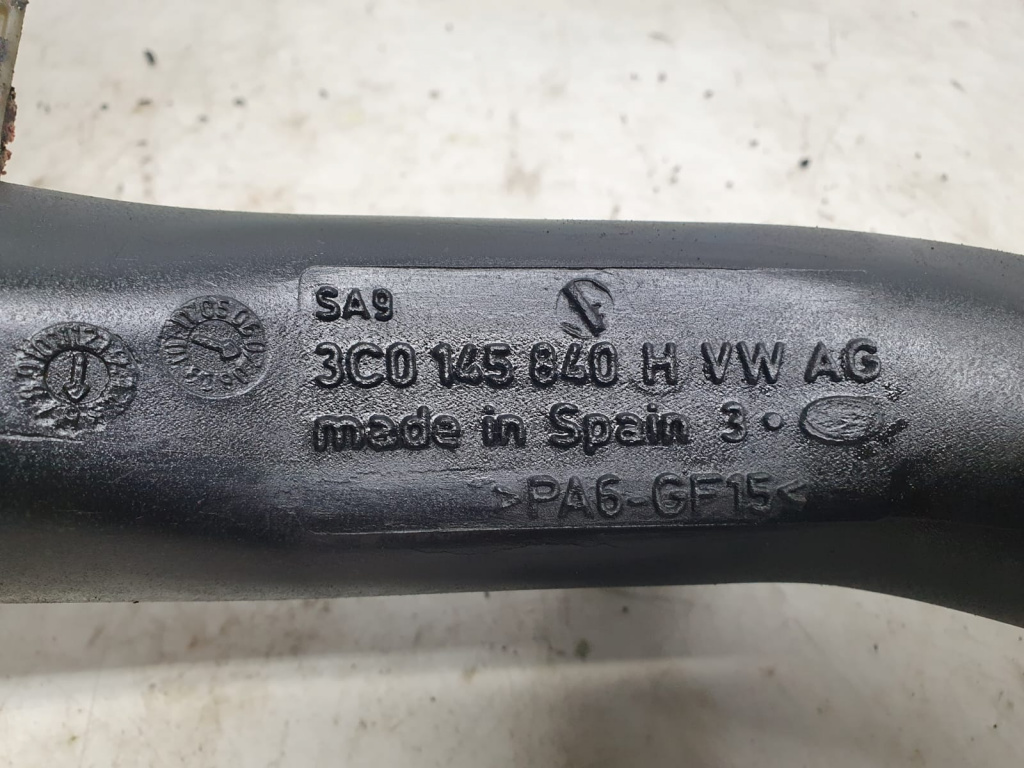 SA9
3C0 145 840 H VW AG
made in Spain 3
>PA6-GF15<